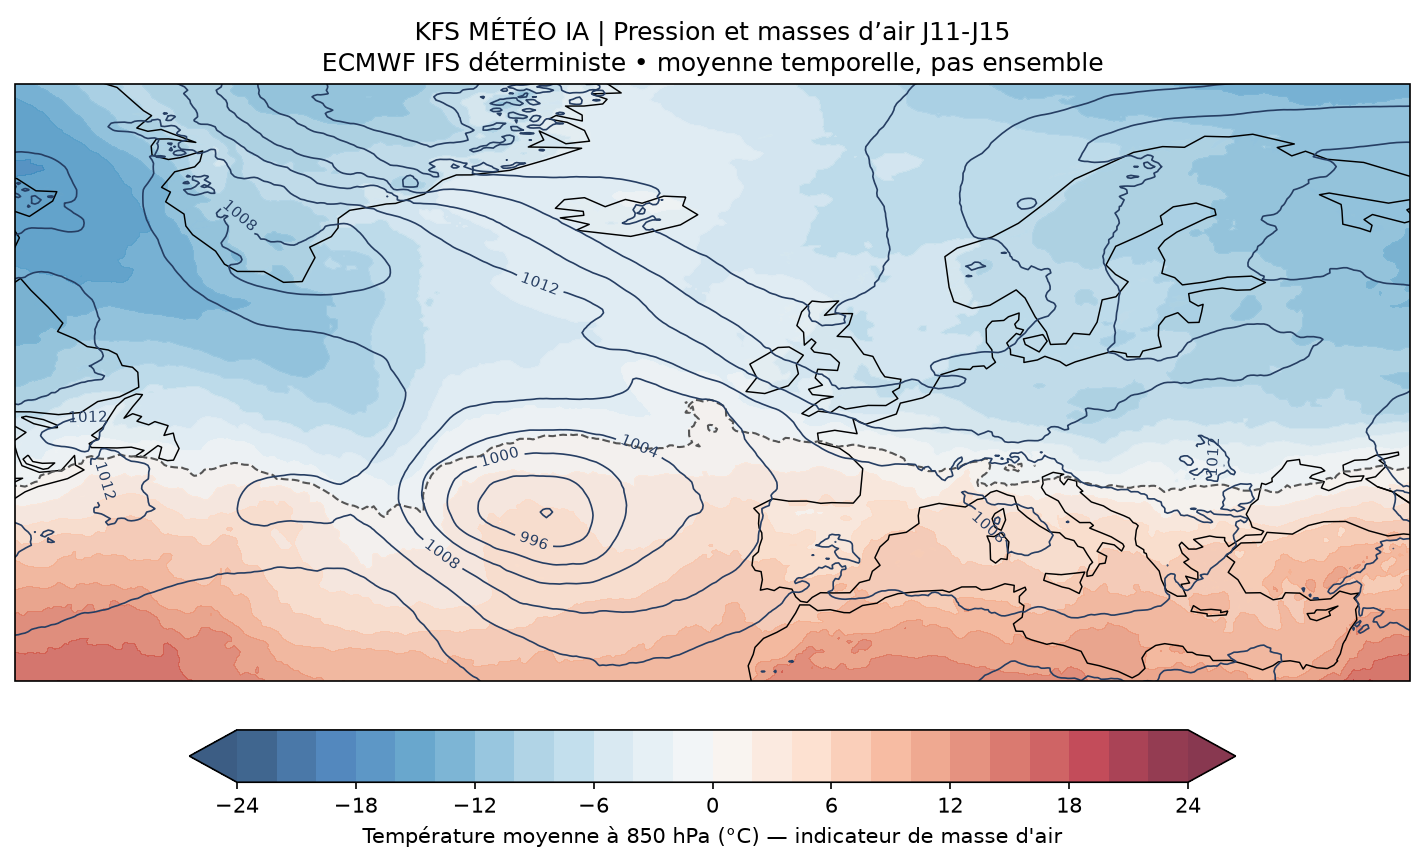 KFS MÉTÉO IA | Pression et masses d’air J11-J15
ECMWF IFS déterministe • moyenne temporelle, pas ensemble
1008
1012
1012
1004
1000
1012
1012
1008
996
1008
−24 −18 −12 −6 0 6 12 18 24
Température moyenne à 850 hPa (°C) — indicateur de masse d'air